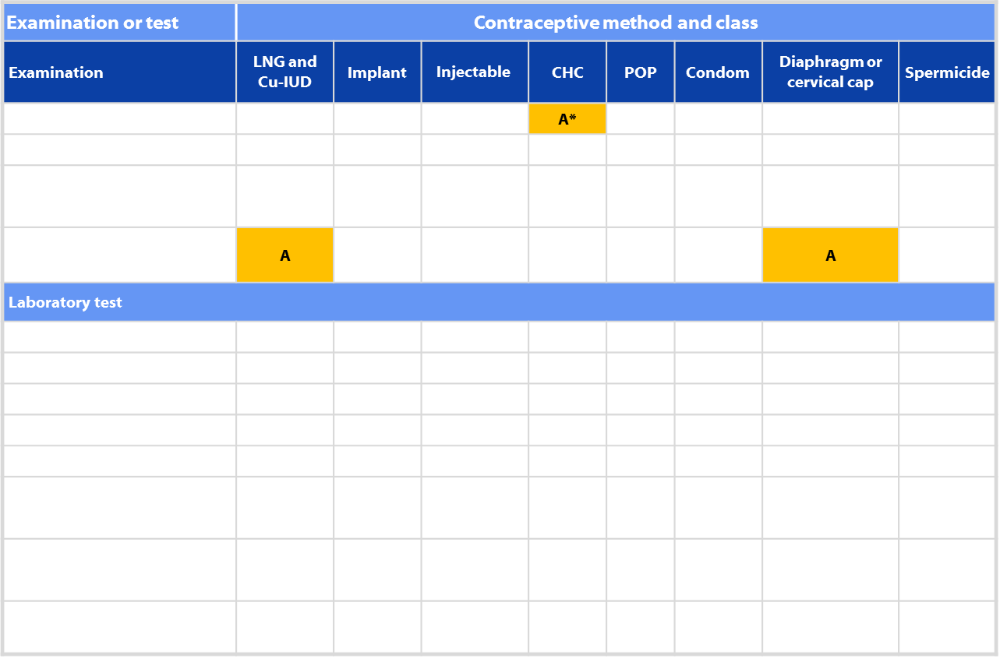 Examination or test
Contraceptive method and class
Examination
LNG and
Cu-IUD
Implant
Injectable
CHC
POP
Condom
Diaphragm or
cervical cap
Spermicide
A*
A
A
Laboratory test